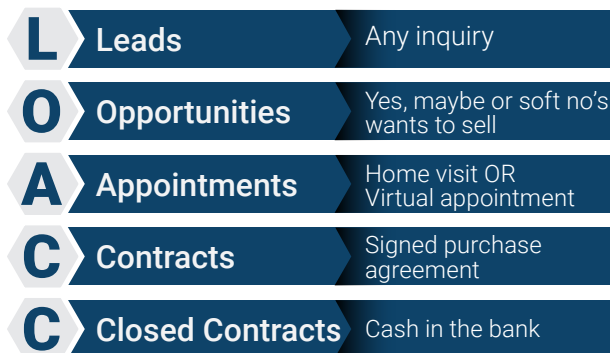 L Leads Any inquiry
O Opportunities Yes, maybe or soft no's
wants to sell
A Appointments Home visit OR
Virtual appointment
C Contracts Signed purchase
agreement
C Closed Contracts Cash in the bank